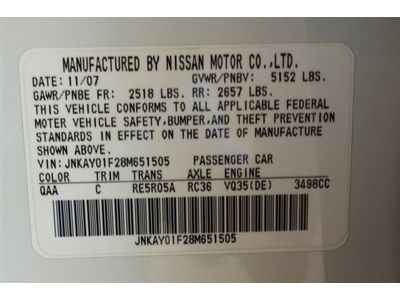 MANUFACTURED BY NISSAN MOTOR CO.,LTD.
DATE: 11/07 GVWR/PNBV: 5152 LBS.
GAWR/PNBE FR: 2518 LBS. RR: 2657 LBS.
THIS VEHICLE CONFORMS TO ALL APPLICABLE FEDERAL
MOTOR VEHICLE SAFETY,BUMPER,AND THEFT PREVENTION
STANDARDS IN EFFECT ON THE DATE OF MANUFACTURE
SHOWN ABOVE.
VIN: JNKAY01F28M651505 PASSENGER CAR
COLOR TRIM TRANS AXLE ENGINE
QAA C RE5R05A RC36 VQ35(DE) 3498CC
JNKAY01F28M651505